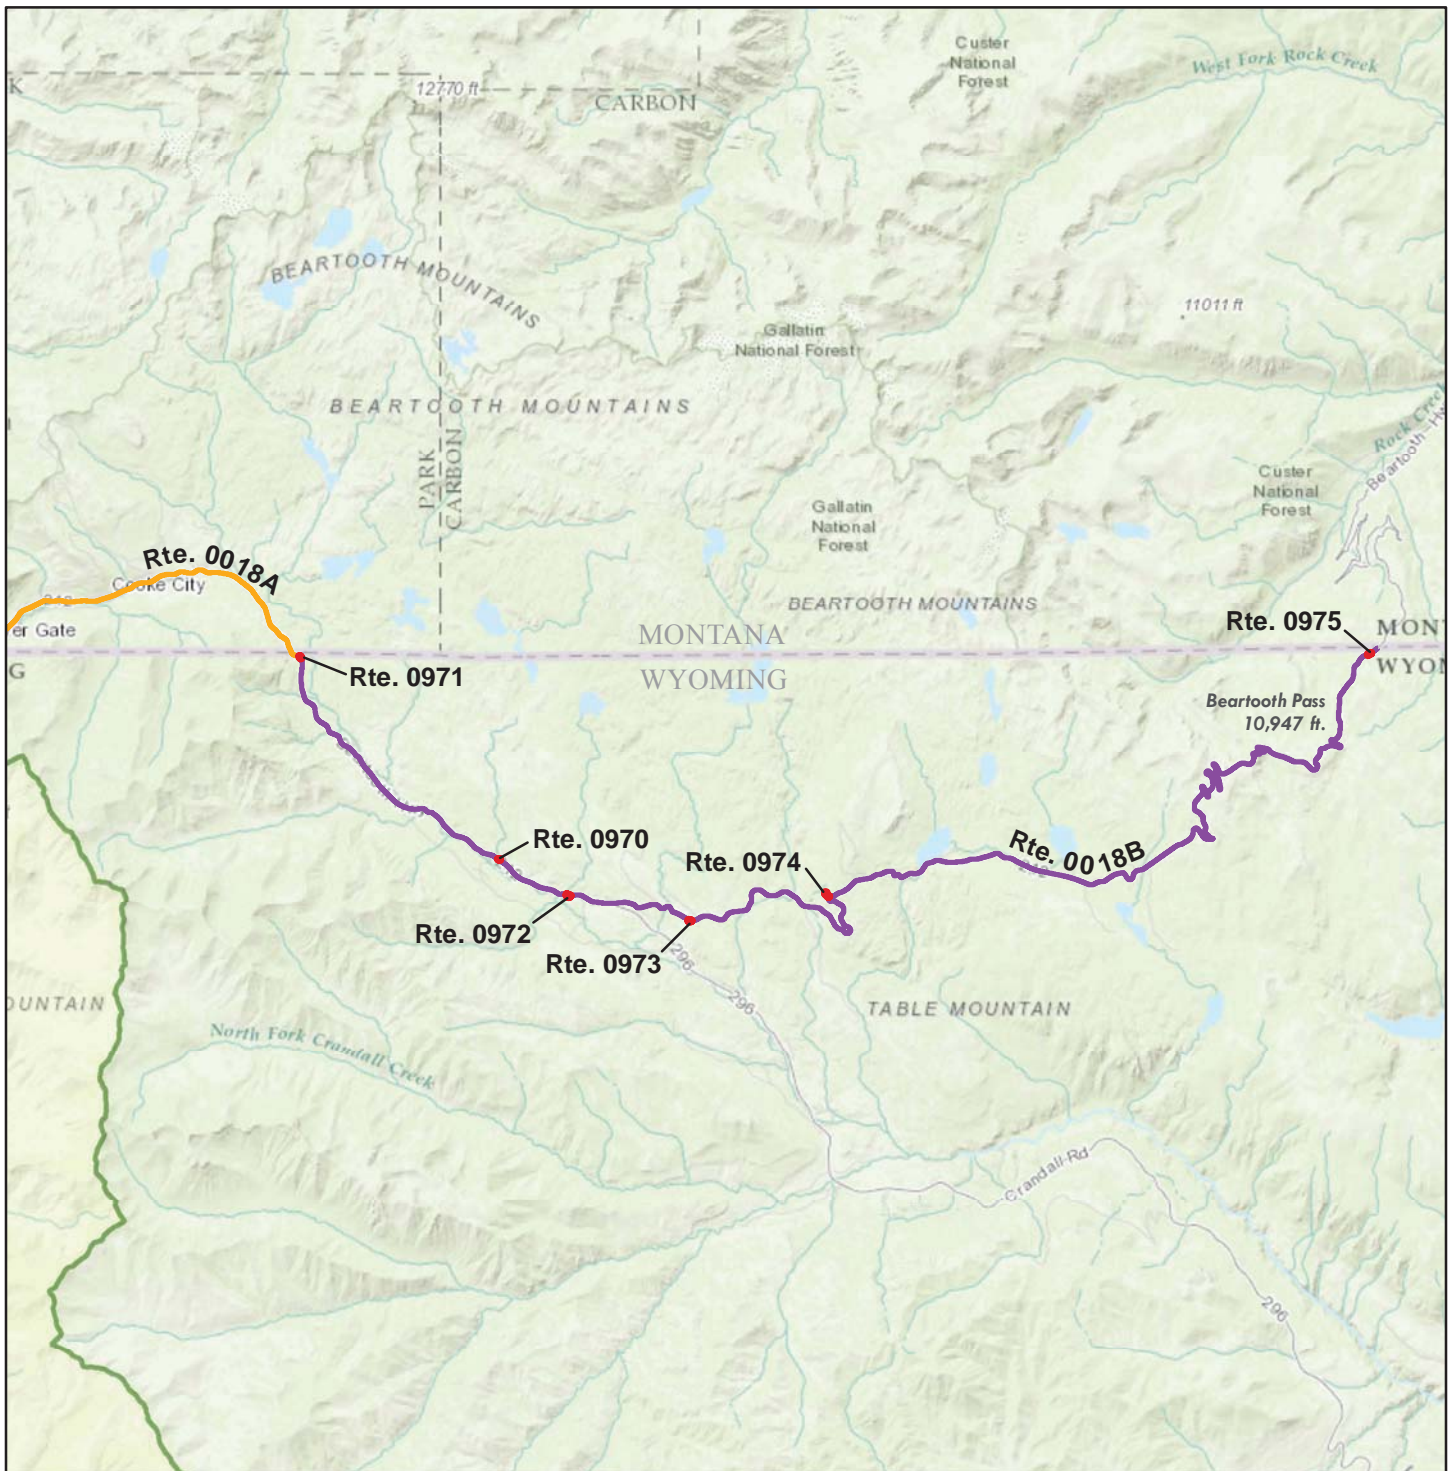 Custer
National
Forest
West Fork Rock Creek
K
12770 ft
CARBON
BEARTOOTH MOUNTAINS
11011 ft
Gallatin
National Forest
BEARTOOTH MOUNTAINS
Rock Creek
Beartooth Hw
PARK
CARBON
Custer
National
Forest
Gallatin
National
Forest
Rte. 0018A
Cooke City
212
er Gate
BEARTOOTH MOUNTAINS
Rte. 0975
MONTANA
MON
G
WYOMING
WYO
Rte. 0971
Beartooth Pass
10,947 ft.
Rte. 0970
Rte. 0974
Rte. 0018B
212
Rte. 0972
Rte. 0973
296
296
OUNTAIN
TABLE MOUNTAIN
North Fork Crandall Creek
Crandall Rd
296